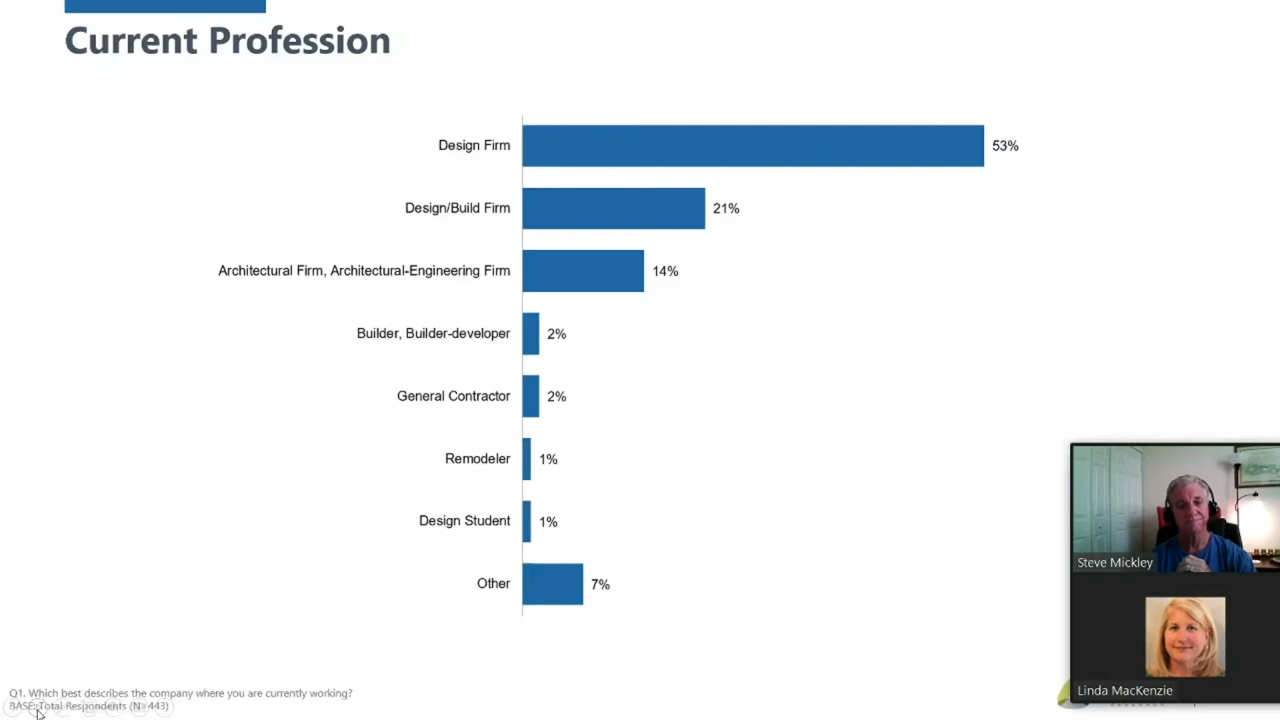 Current Profession
Design Firm 53%
Design/Build Firm 21%
Architectural Firm, Architectural-Engineering Firm 14%
Builder, Builder-developer 2%
General Contractor 2%
Remodeler 1%
Design Student 1%
Other 7%
Steve Mickley
Linda MacKenzie
Q1. Which best describes the company where you are currently working?
BASE: Total Respondents (N=443)